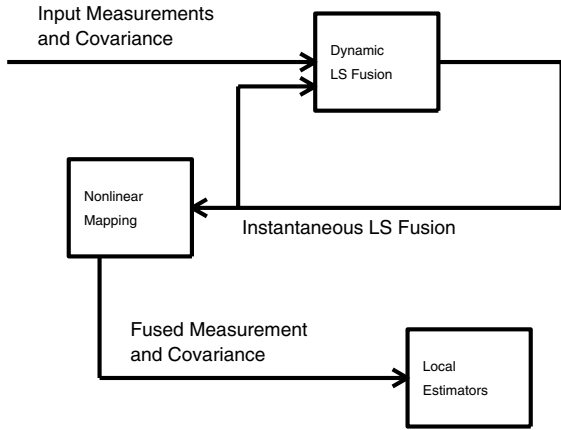 Input Measurements
and Covariance
Dynamic
LS Fusion
Nonlinear
Mapping
Instantaneous LS Fusion
Fused Measurement
and Covariance
Local
Estimators